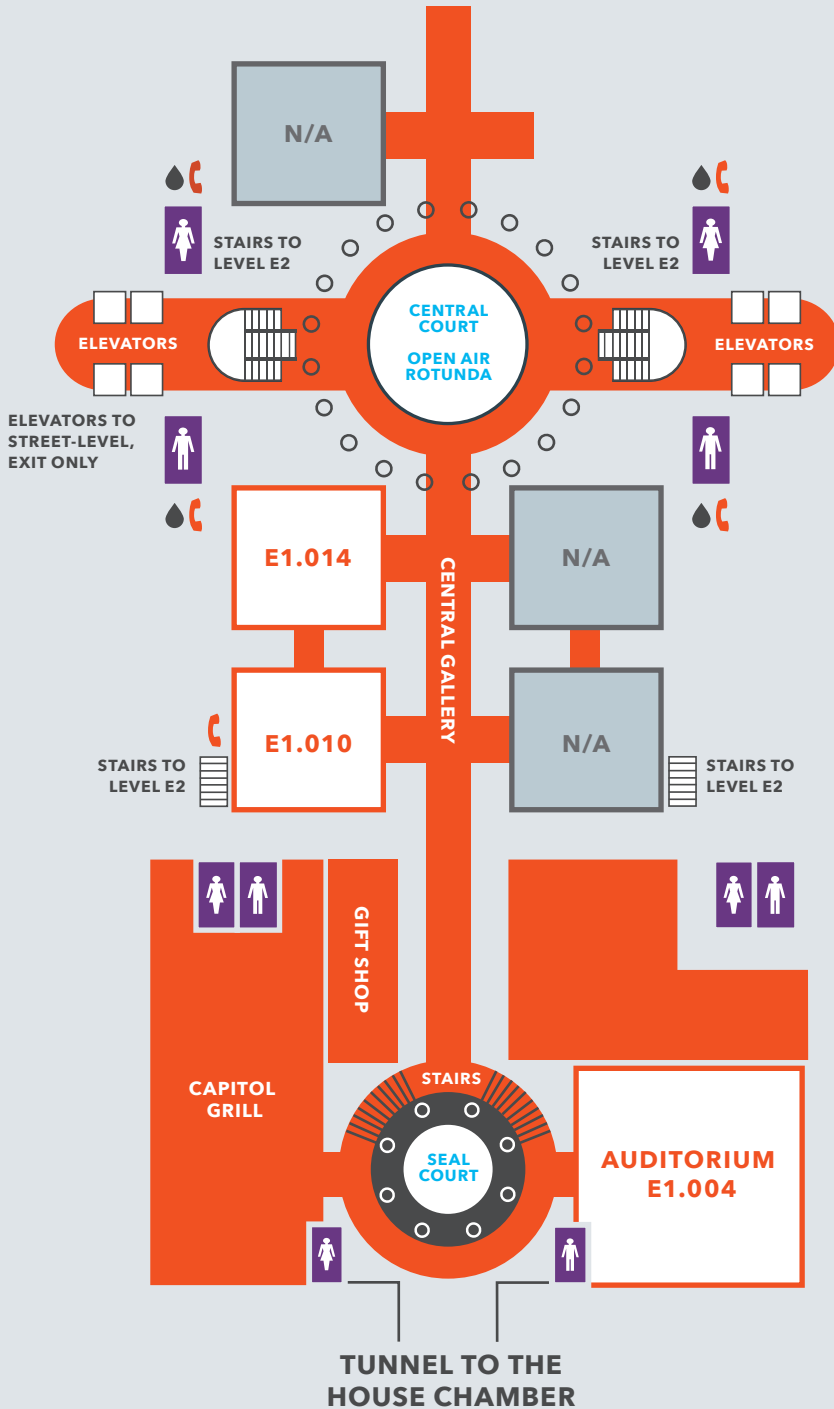 N/A
STAIRS TO
LEVEL E2
STAIRS TO
LEVEL E2
CENTRAL
COURT
OPEN AIR
ROTUNDA
ELEVATORS
ELEVATORS
ELEVATORS TO
STREET-LEVEL,
EXIT ONLY
E1.014
N/A
CENTRAL GALLERY
E1.010
N/A
STAIRS TO
LEVEL E2
STAIRS TO
LEVEL E2
GIFT SHOP
CAPITOL
GRILL
STAIRS
SEAL
COURT
AUDITORIUM
E1.004
TUNNEL TO THE
HOUSE CHAMBER